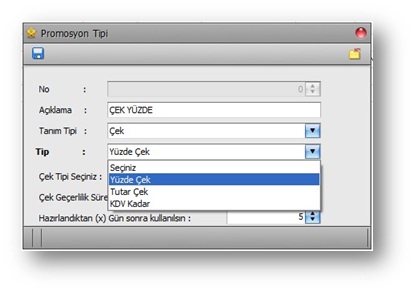 Promosyon Tipi
No :
0
Açıklama :
ÇEK YÜZDE
Tanım Tipi :
Çek
Tip :
Yüzde Çek
Seçiniz
Yüzde Çek
Tutar Çek
KDV Kadar
Çek Tipi Seçiniz :
Çek Geçerlilik Süre
Hazırlandıktan (x) Gün sonra kullanılsın :
5